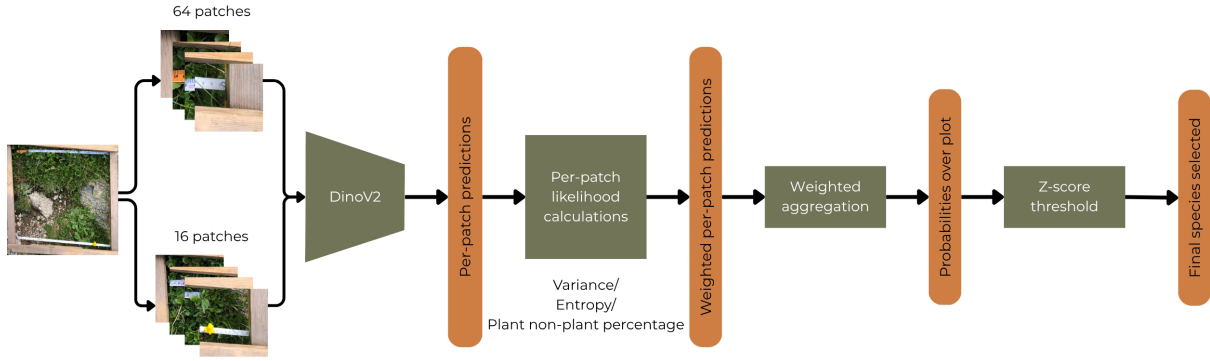 64 patches
16 patches
DinoV2
Per-patch predictions
Per-patch
likelihood
calculations
Variance/
Entropy/
Plant non-plant percentage
Weighted per-patch predictions
Weighted
aggregation
Probabilities over plot
Z-score
threshold
Final species selected